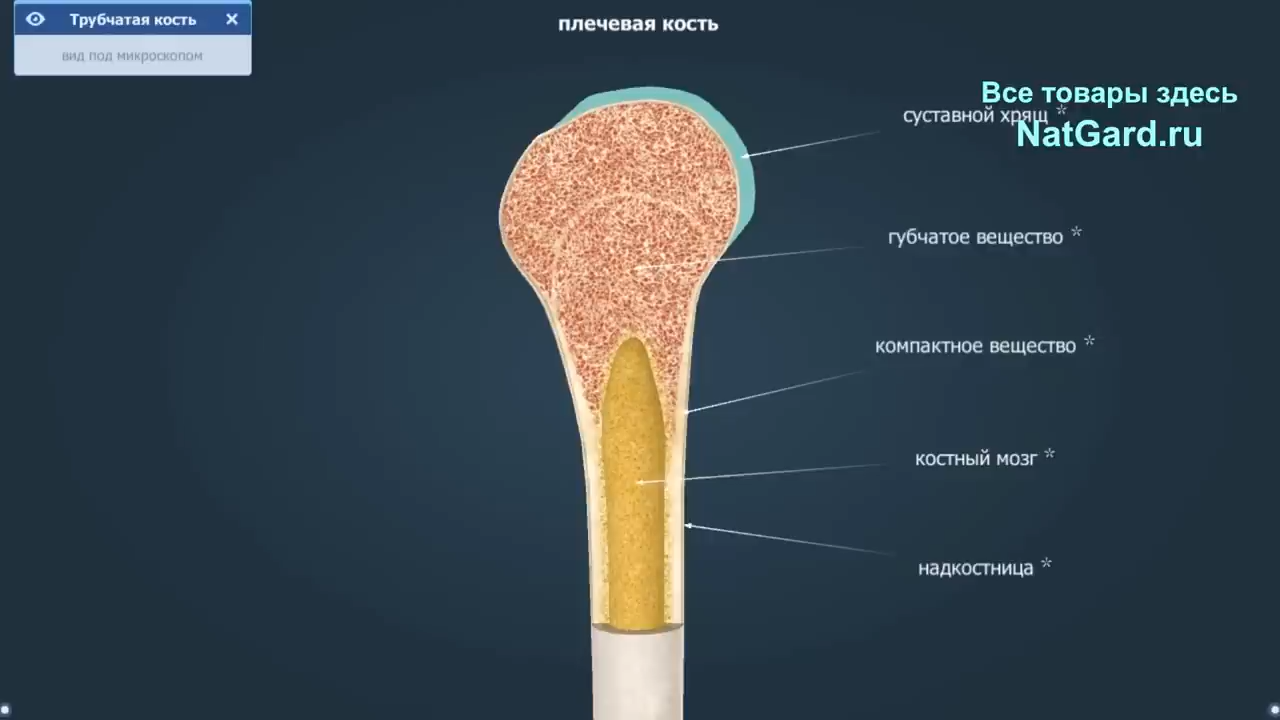 Трубчатая кость
вид под микроскопом
плечевая кость
Все товары здесь
NatGard.ru
суставной хрящ *
губчатое вещество *
компактное вещество *
костный мозг *
надкостница *